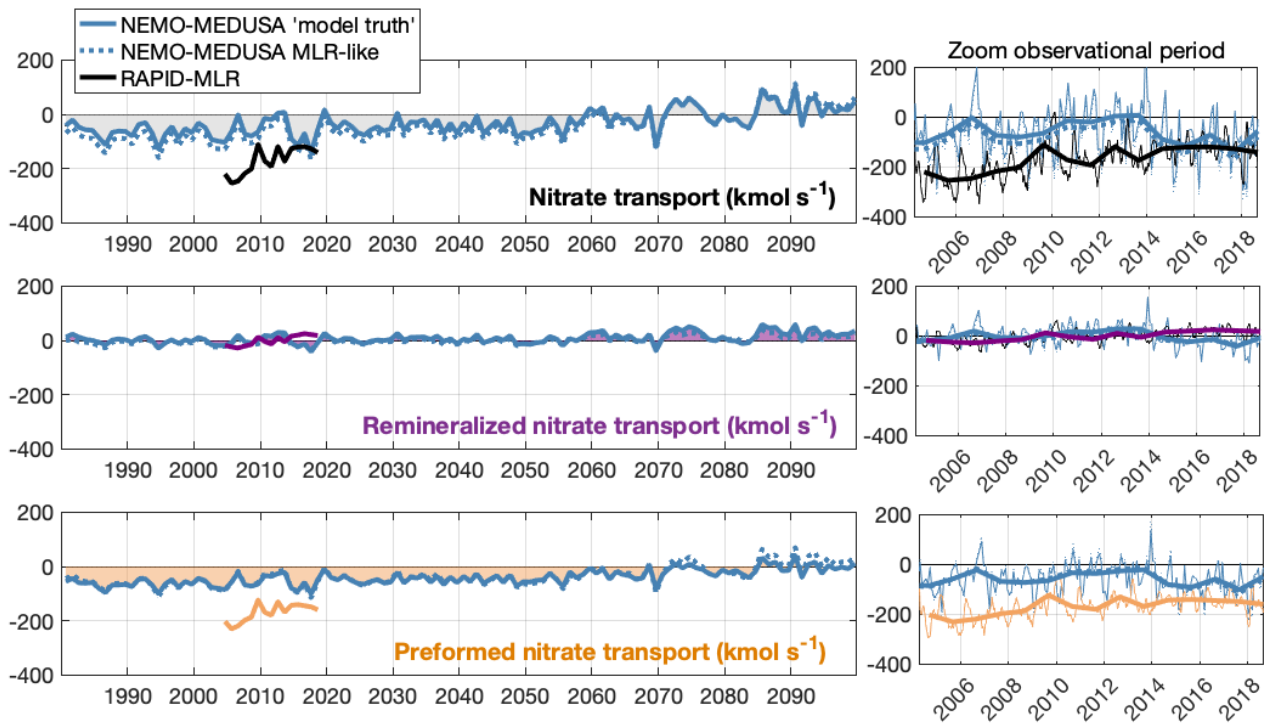 NEMO-MEDUSA 'model truth'
NEMO-MEDUSA MLR-like
RAPID-MLR
Zoom observational period
200
0
-200
-400
Nitrate transport (kmol s-1)
1990 2000 2010 2020 2030 2040 2050 2060 2070 2080 2090
200
0
-200
-400
2006 2008 2010 2012 2014 2016 2018
200
0
-200
-400
Remineralized nitrate transport (kmol s-1)
1990 2000 2010 2020 2030 2040 2050 2060 2070 2080 2090
200
0
-200
-400
2006 2008 2010 2012 2014 2016 2018
200
0
-200
-400
Preformed nitrate transport (kmol s-1)
1990 2000 2010 2020 2030 2040 2050 2060 2070 2080 2090
200
0
-200
-400
2006 2008 2010 2012 2014 2016 2018